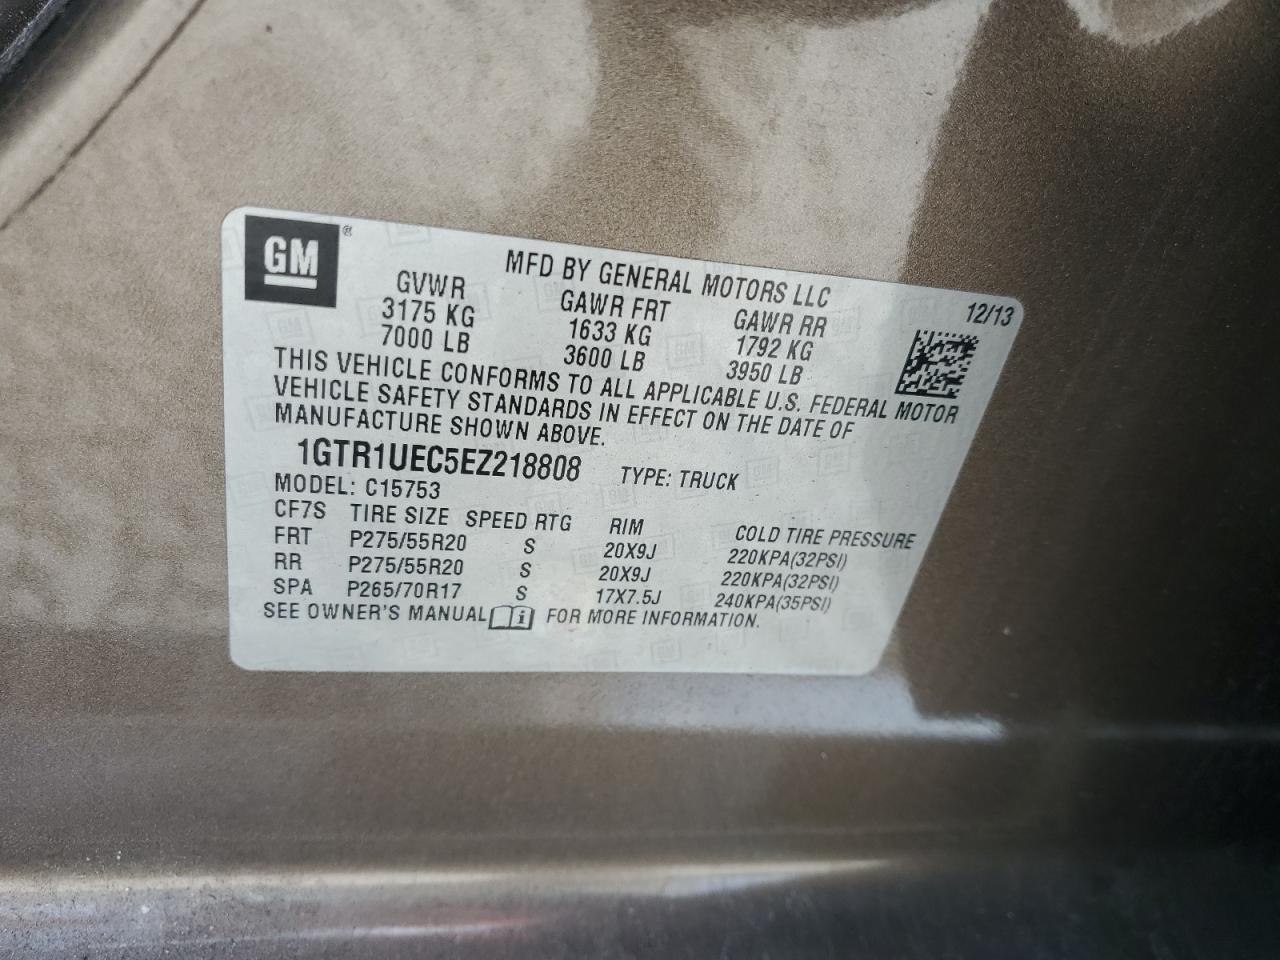 GM®
MFD BY GENERAL MOTORS LLC
12/13
GVWR GAWR FRT GAWR RR
3175 KG 1633 KG 1792 KG
7000 LB 3600 LB 3950 LB
THIS VEHICLE CONFORMS TO ALL APPLICABLE U.S. FEDERAL MOTOR
VEHICLE SAFETY STANDARDS IN EFFECT ON THE DATE OF
MANUFACTURE SHOWN ABOVE.
1GTR1UEC5EZ218808 TYPE: TRUCK
MODEL: C15753
CF7S TIRE SIZE SPEED RTG RIM COLD TIRE PRESSURE
FRT P275/55R20 S 20X9J 220KPA(32PSI)
RR P275/55R20 S 20X9J 220KPA(32PSI)
SPA P265/70R17 S 17X7.5J 240KPA(35PSI)
SEE OWNER'S MANUAL i FOR MORE INFORMATION.